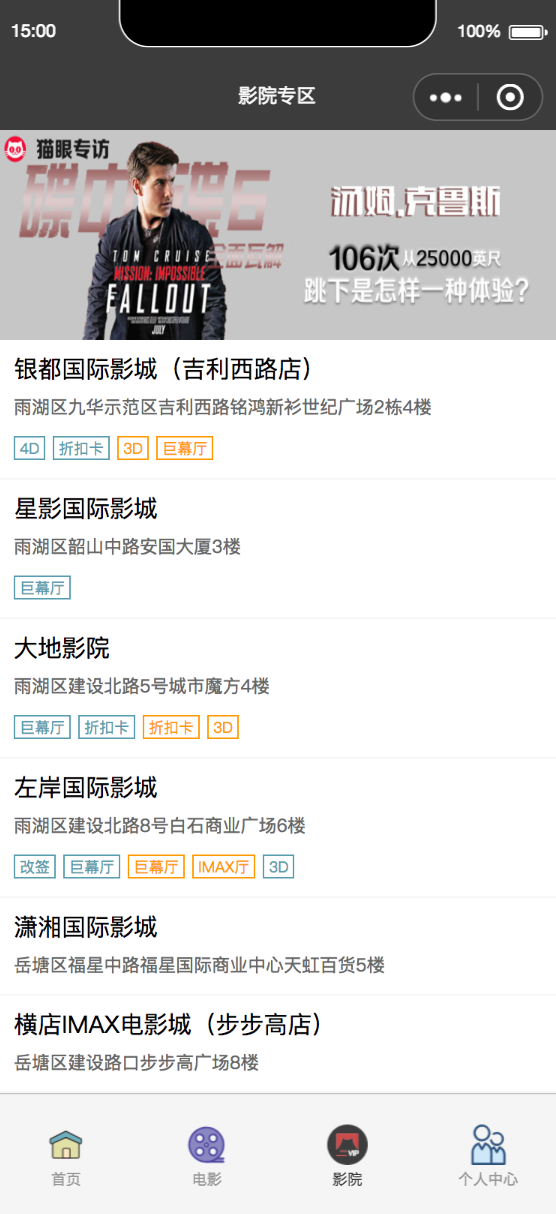 15:00
100%
影院专区
猫眼专访
碟中谍6
全面瓦解
TOM CRUISE
MISSION: IMPOSSIBLE
FALLOUT
JULY
汤姆.克鲁斯
106次从25000英尺
跳下是怎样一种体验?
银都国际影城（吉利西路店）
雨湖区九华示范区吉利西路铭鸿新衫世纪广场2栋4楼
4D 折扣卡 3D 巨幕厅
星影国际影城
雨湖区韶山中路安国大厦3楼
巨幕厅
大地影院
雨湖区建设北路5号城市魔方4楼
巨幕厅 折扣卡 折扣卡 3D
左岸国际影城
雨湖区建设北路8号白石商业广场6楼
改签 巨幕厅 巨幕厅 IMAX厅 3D
潇湘国际影城
岳塘区福星中路福星国际商业中心天虹百货5楼
横店IMAX电影城（步步高店）
岳塘区建设路口步步高广场8楼
VIP
首页 电影 影院 个人中心